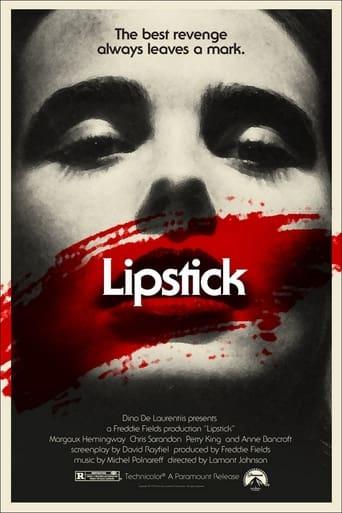 The best revenge
always leaves a mark.
Lipstick
Dino De Laurentiis presents
a Freddie Fields production "Lipstick"
Margaux Hemingway Chris Sarandon Perry King and Anne Bancroft
screenplay by David Rayfiel produced by Freddie Fields
music by Michel Polnareff directed by Lamont Johnson
R RESTRICTED Technicolor® A Paramount Release Paramount